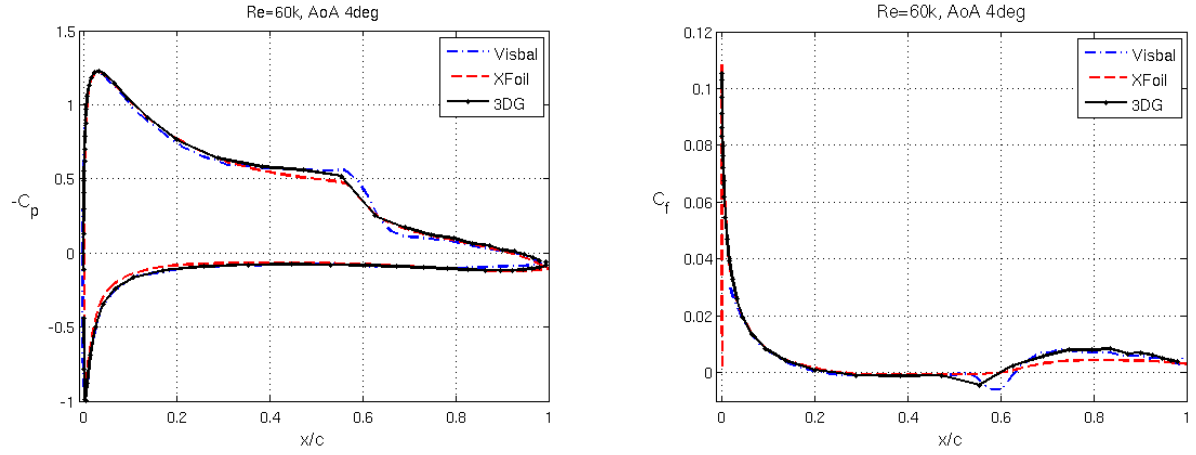 Re=60k, AoA 4deg
1.5
1
0.5
0
-0.5
-1
-C_p
0
0.2
0.4
0.6
0.8
1
x/c
Visbal
XFoil
3DG
Re=60k, AoA 4deg
0.12
0.1
0.08
0.06
0.04
0.02
0
C_f
0
0.2
0.4
0.6
0.8
1
x/c
Visbal
XFoil
3DG